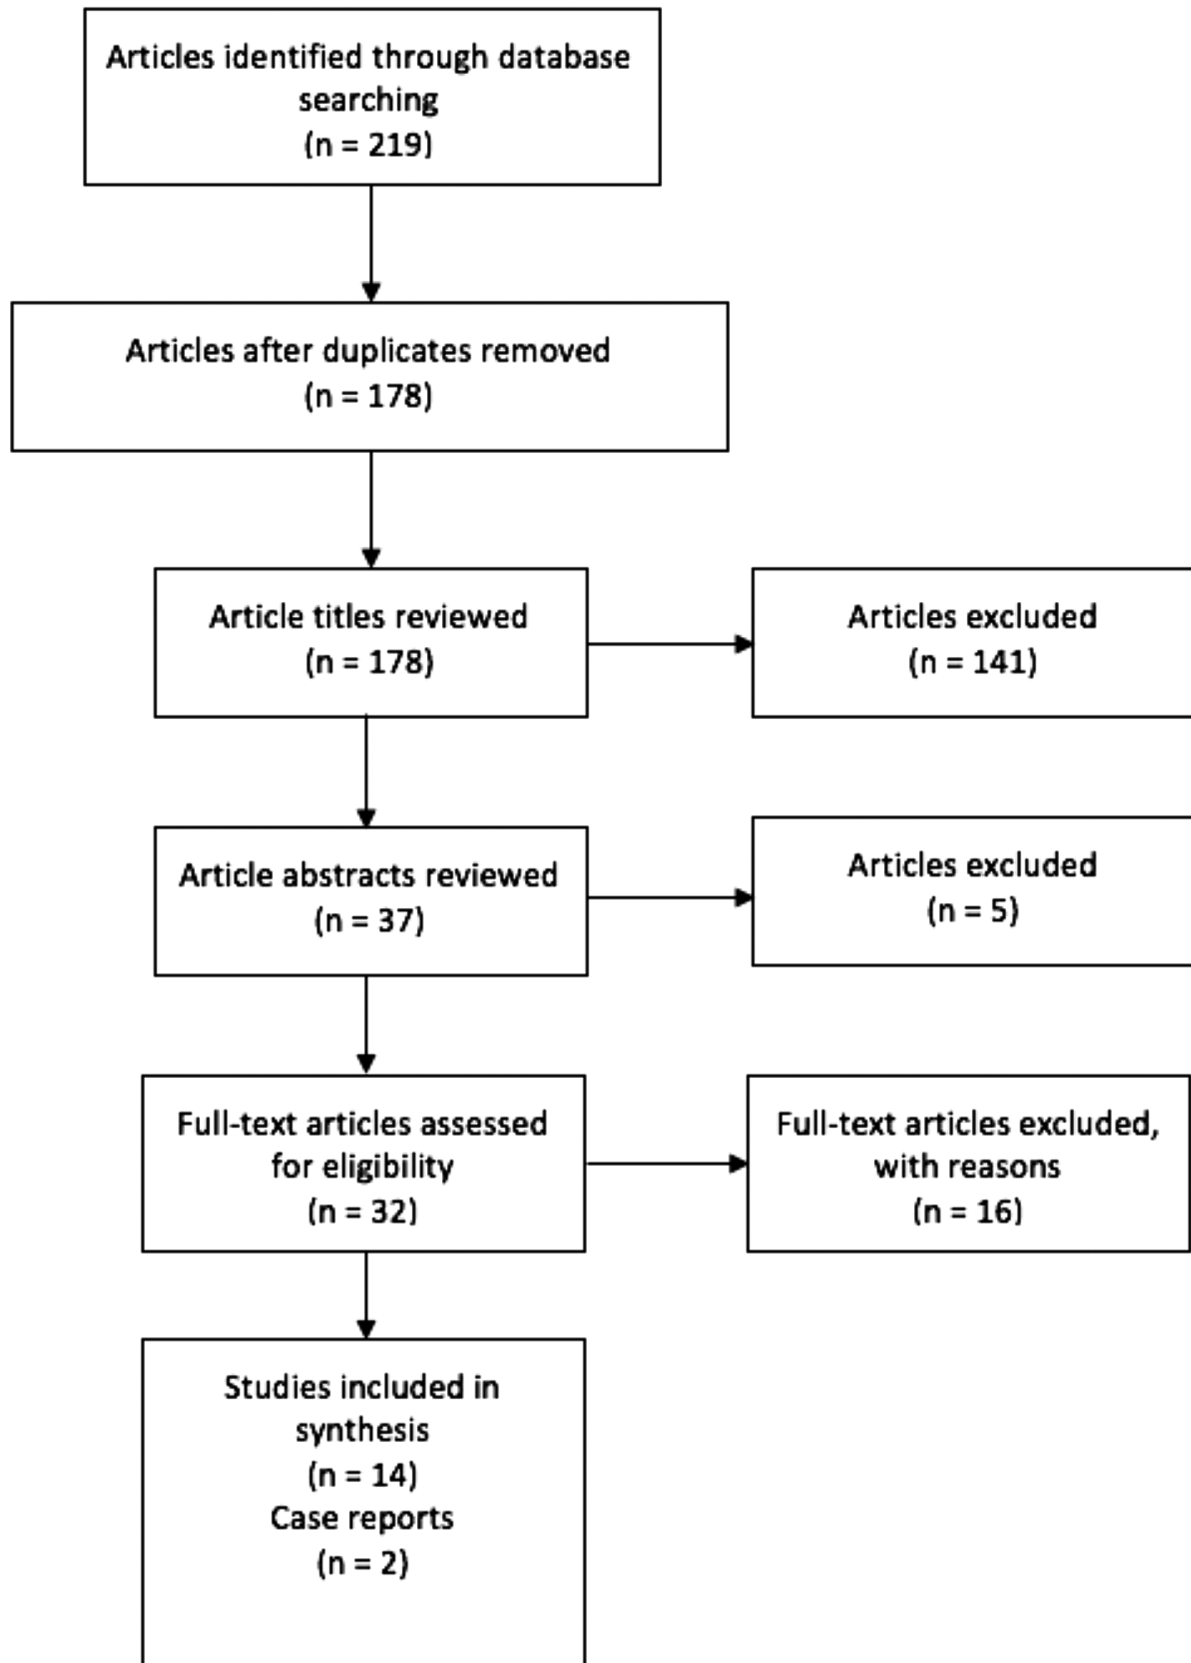 Articles identified through database
searching
(n = 219)
Articles after duplicates removed
(n = 178)
Article titles reviewed
(n = 178)
Articles excluded
(n = 141)
Article abstracts reviewed
(n = 37)
Articles excluded
(n = 5)
Full-text articles assessed
for eligibility
(n = 32)
Full-text articles excluded,
with reasons
(n = 16)
Studies included in
synthesis
(n = 14)
Case reports
(n = 2)